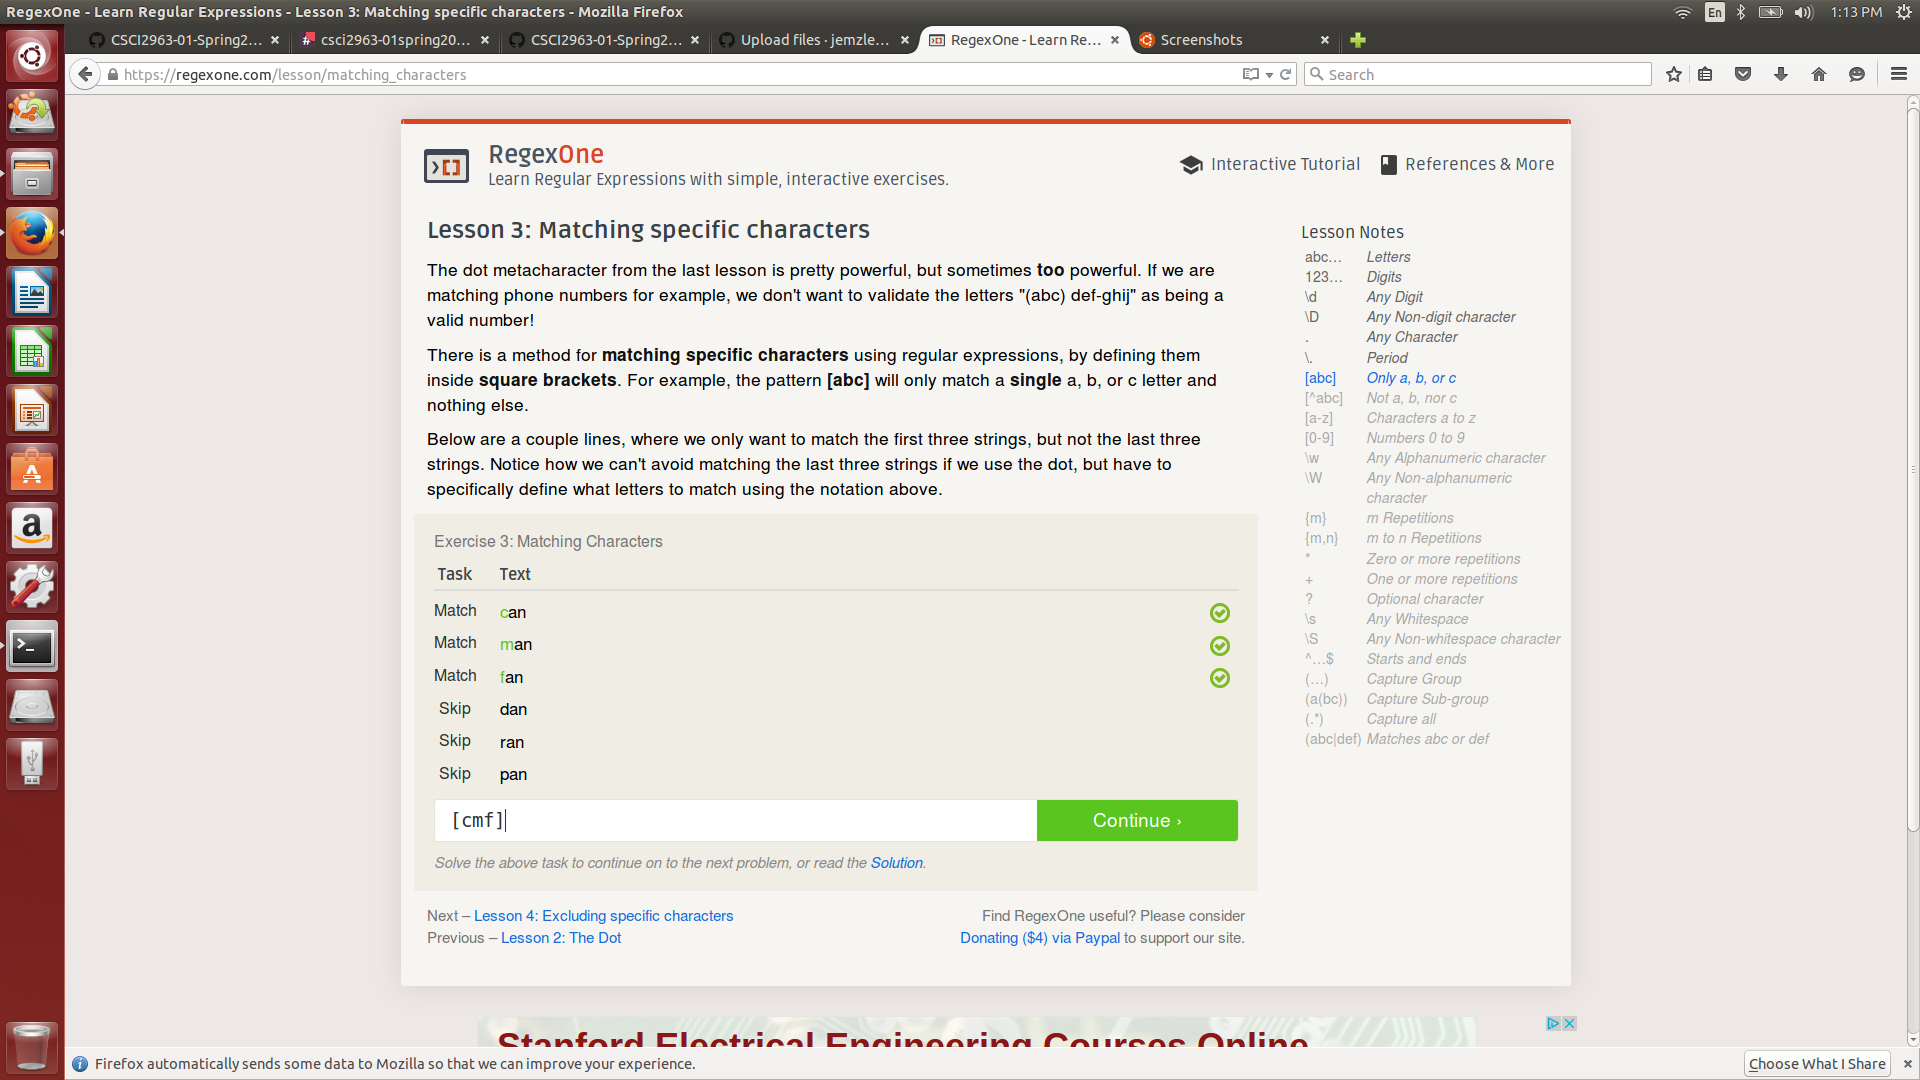 RegexOne - Learn Regular Expressions - Lesson 3: Matching specific characters - Mozilla Firefox
En
1:13 PM
CSCI2963-01-Spring2...
csci2963-01spring20...
CSCI2963-01-Spring2...
Upload files · jemzle...
RegexOne - Learn Re...
Screenshots
https://regexone.com/lesson/matching_characters
Search
RegexOne
Learn Regular Expressions with simple, interactive exercises.
Interactive Tutorial
References & More
Lesson 3: Matching specific characters
The dot metacharacter from the last lesson is pretty powerful, but sometimes too powerful. If we are
matching phone numbers for example, we don't want to validate the letters "(abc) def-ghij" as being a
valid number!
There is a method for matching specific characters using regular expressions, by defining them
inside square brackets. For example, the pattern [abc] will only match a single a, b, or c letter and
nothing else.
Below are a couple lines, where we only want to match the first three strings, but not the last three
strings. Notice how we can't avoid matching the last three strings if we use the dot, but have to
specifically define what letters to match using the notation above.
Exercise 3: Matching Characters
Task Text
Match can
Match man
Match fan
Skip dan
Skip ran
Skip pan
[cmf]
Continue ›
Solve the above task to continue on to the next problem, or read the Solution.
Next – Lesson 4: Excluding specific characters
Previous – Lesson 2: The Dot
Find RegexOne useful? Please consider
Donating ($4) via Paypal to support our site.
Lesson Notes
abc… Letters
123… Digits
\d Any Digit
\D Any Non-digit character
. Any Character
\. Period
[abc] Only a, b, or c
[^abc] Not a, b, nor c
[a-z] Characters a to z
[0-9] Numbers 0 to 9
\w Any Alphanumeric character
\W Any Non-alphanumeric
character
{m} m Repetitions
{m,n} m to n Repetitions
* Zero or more repetitions
+ One or more repetitions
? Optional character
\s Any Whitespace
\S Any Non-whitespace character
^…$ Starts and ends
(…) Capture Group
(a(bc)) Capture Sub-group
(.*) Capture all
(abc|def) Matches abc or def
Stanford Electrical Engineering Courses Online
Firefox automatically sends some data to Mozilla so that we can improve your experience.
Choose What I Share